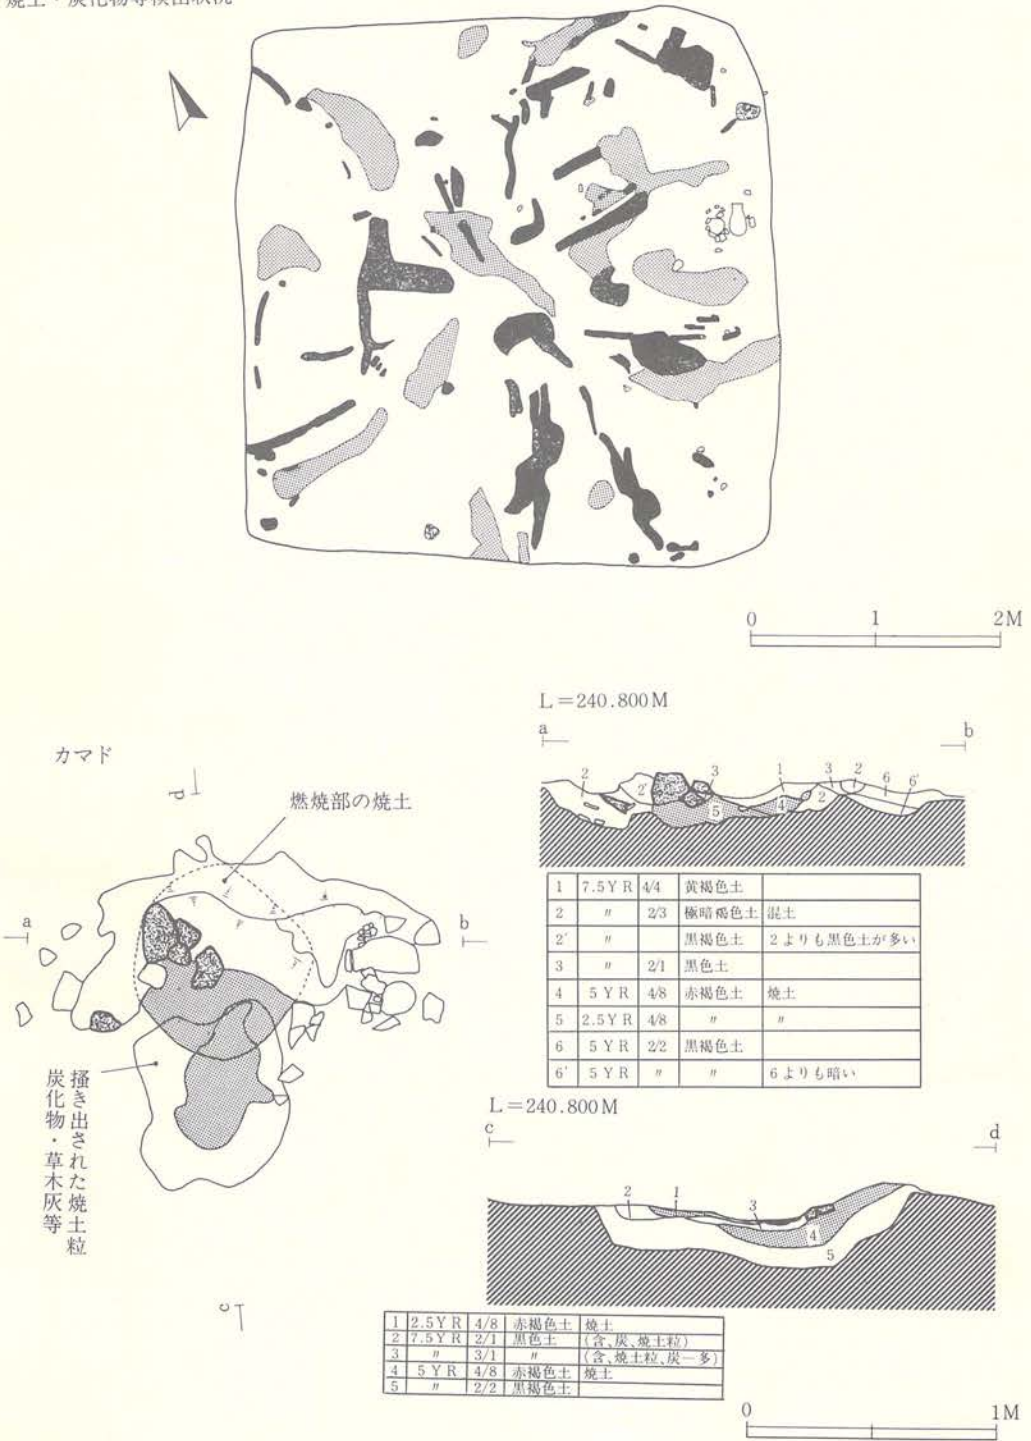 焼土・炭化物等検出状況
0 1 2M
L=240.800M
a b
カマド
d
燃焼部の焼土
a b
掻き出された焼土粒
炭化物・草木灰等
c
2 2' 3 5 1 4 2 3 2 6 6'
1 7.5YR 4/4 黄褐色土
2 〃 2/3 極暗褐色土 混土
2' 〃 黒褐色土 2よりも黒色土が多い
3 〃 2/1 黒色土
4 5YR 4/8 赤褐色土 焼土
5 2.5YR 4/8 〃 〃
6 5YR 2/2 黒褐色土
6' 5YR 〃 〃 6よりも暗い
L=240.800M
c d
2 1 3 4 5
1 2.5YR 4/8 赤褐色土 焼土
2 7.5YR 2/1 黒色土 (含、炭、焼土粒)
3 〃 3/1 〃 (含、焼土粒、炭一多)
4 5YR 4/8 赤褐色土 焼土
5 〃 2/2 黒褐色土
0 1M